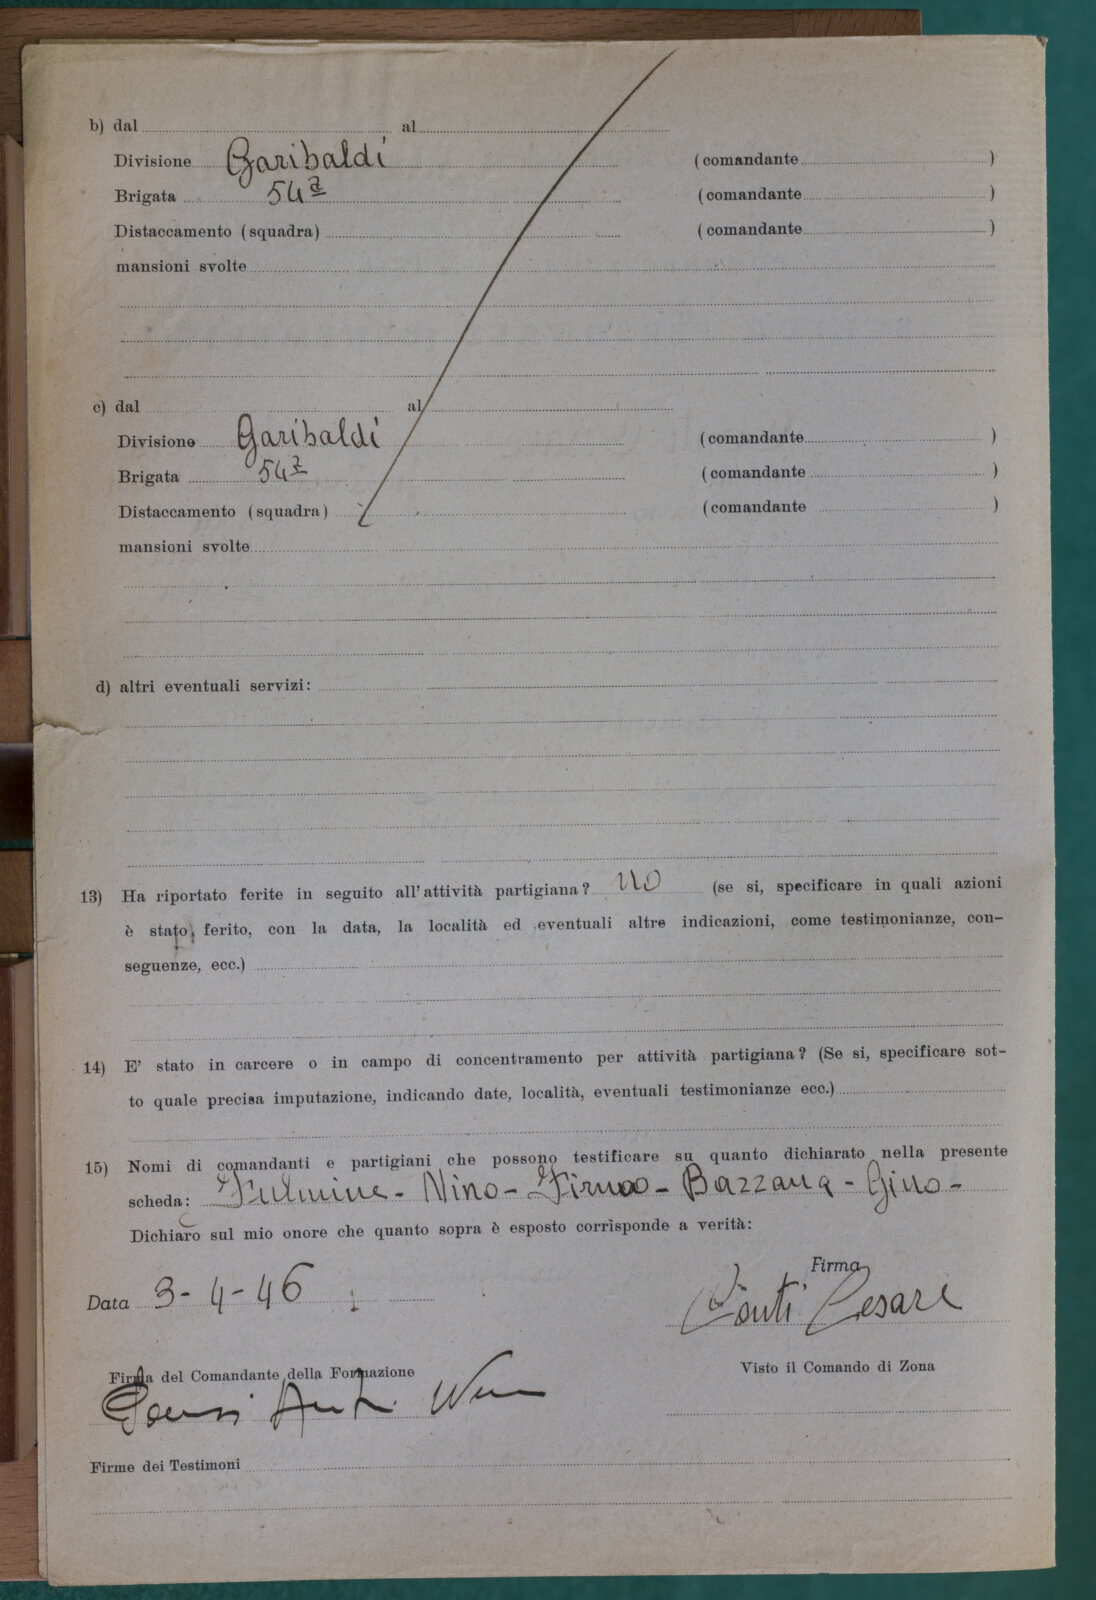 b) dal al
Divisione Garibaldi (comandante )
Brigata 54ª (comandante )
Distaccamento (squadra) (comandante )
mansioni svolte
c) dal al
Divisione Garibaldi (comandante )
Brigata 54ª (comandante )
Distaccamento (squadra) (comandante )
mansioni svolte
d) altri eventuali servizi:
13) Ha riportato ferite in seguito all'attività partigiana? NO (se si, specificare in quali azioni
è stato, ferito, con la data, la località ed eventuali altre indicazioni, come testimonianze, con-
seguenze, ecc.)
14) E' stato in carcere o in campo di concentramento per attività partigiana? (Se si, specificare sot-
to quale precisa imputazione, indicando date, località, eventuali testimonianze ecc.)
15) Nomi di comandanti e partigiani che possono testificare su quanto dichiarato nella presente
scheda: Fulmine - Nino - Firmo - Bazzana - Gino -
Dichiaro sul mio onore che quanto sopra è esposto corrisponde a verità:
Firma
Data 3-4-46 Conti Cesare
Firma del Comandante della Formazione Visto il Comando di Zona
Firme dei Testimoni